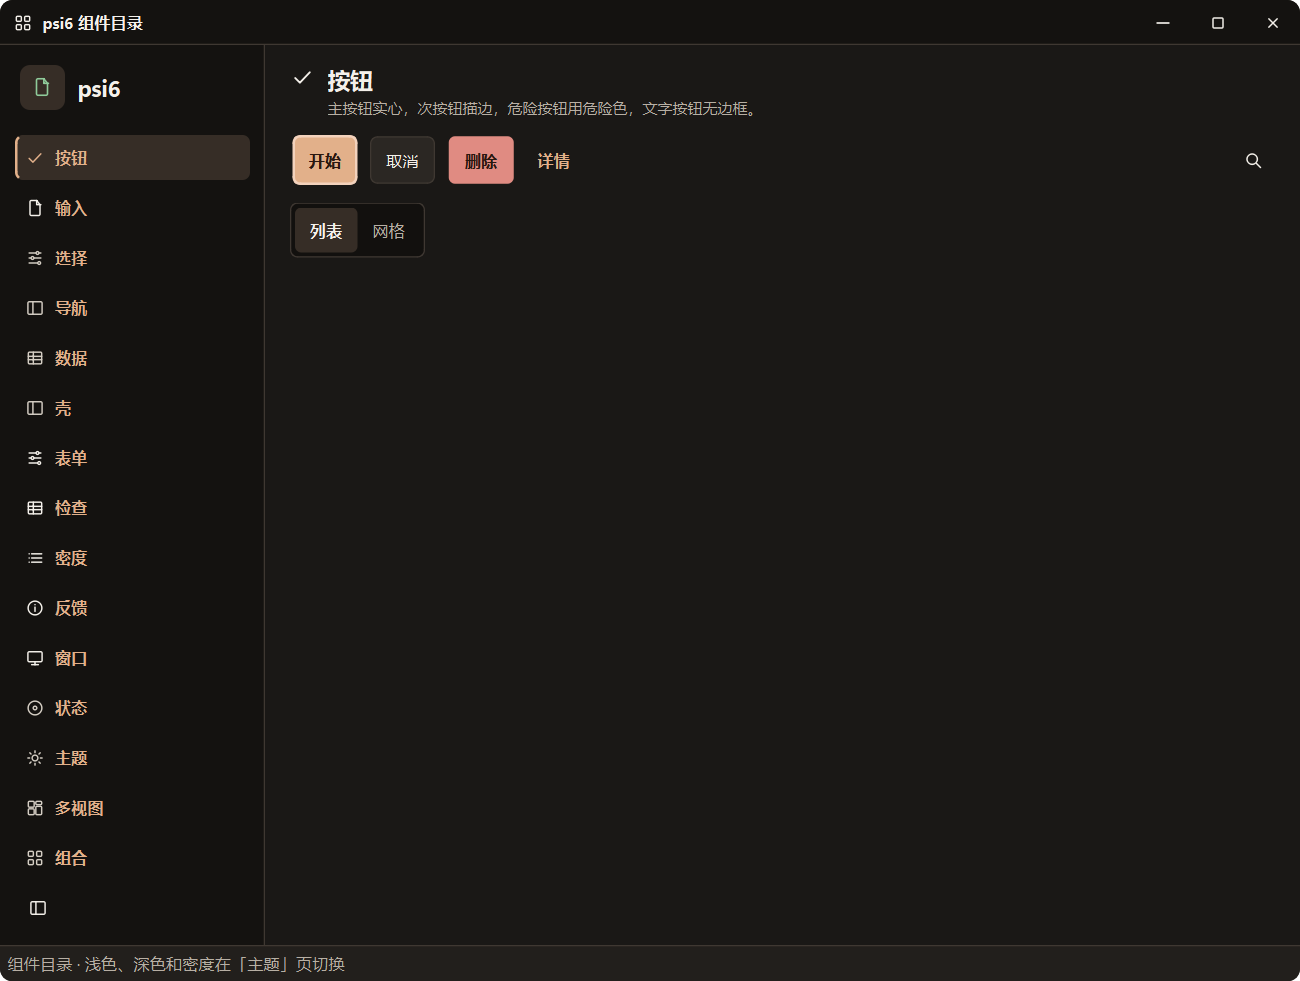 psi6 组件目录
psi6
按钮
输入
选择
导航
数据
壳
表单
检查
密度
反馈
窗口
状态
主题
多视图
组合
按钮
主按钮实心，次按钮描边，危险按钮用危险色，文字按钮无边框。
开始 取消 删除 详情
列表 网格
组件目录 · 浅色、深色和密度在「主题」页切换